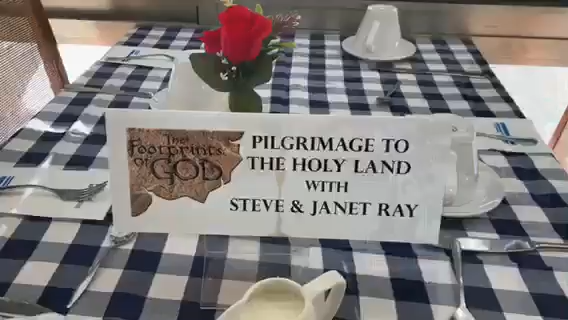 The
Footprints
Of GOD
PILGRIMAGE TO
THE HOLY LAND
WITH
STEVE & JANET RAY